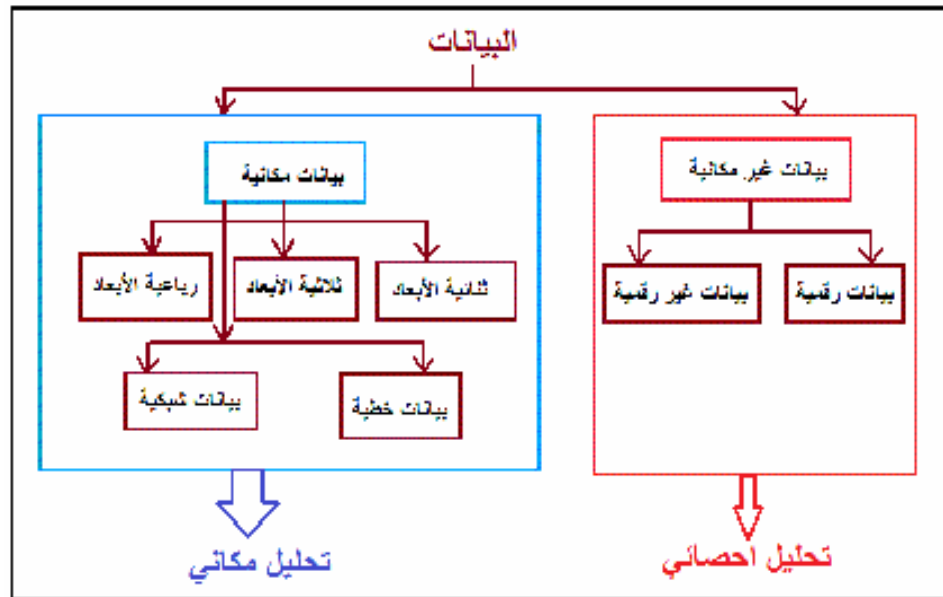 البيانات
بيانات غير مكانية
بيانات مكانية
بيانات رقمية
بيانات غير رقمية
ثنائية الأبعاد
ثلاثية الأبعاد
رباعية الأبعاد
بيانات خطية
بيانات شبكية
تحليل احصائي
تحليل مكاني